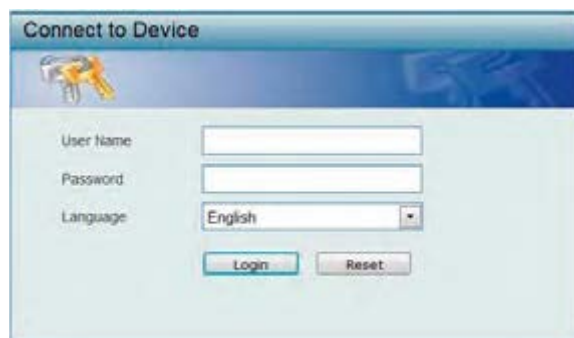 Connect to Device
User Name
Password
Language English
Login Reset